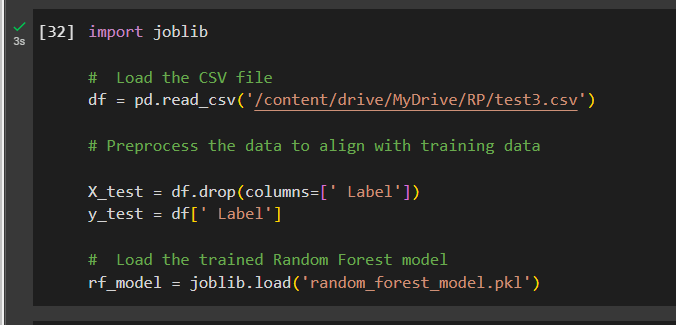 [32] import joblib
3s
#  Load the CSV file
df = pd.read_csv('/content/drive/MyDrive/RP/test3.csv')
# Preprocess the data to align with training data
X_test = df.drop(columns=[' Label'])
y_test = df[' Label']
#  Load the trained Random Forest model
rf_model = joblib.load('random_forest_model.pkl')